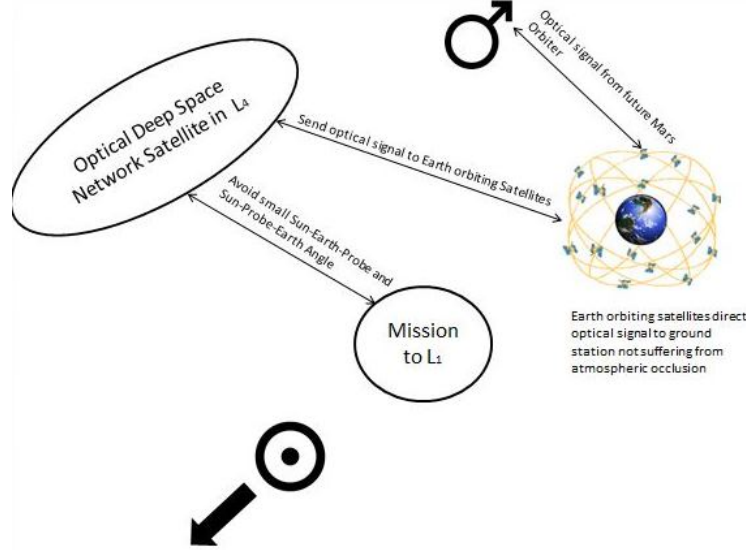 Optical Deep Space
Network Satellite in L₄
Optical signal from future Mars
Orbiter
Send optical signal to Earth orbiting Satellites
Avoid small Sun-Earth-Probe and
Sun-Probe-Earth Angle
Mission
to L₁
Earth orbiting satellites direct
optical signal to ground
station not suffering from
atmospheric occlusion